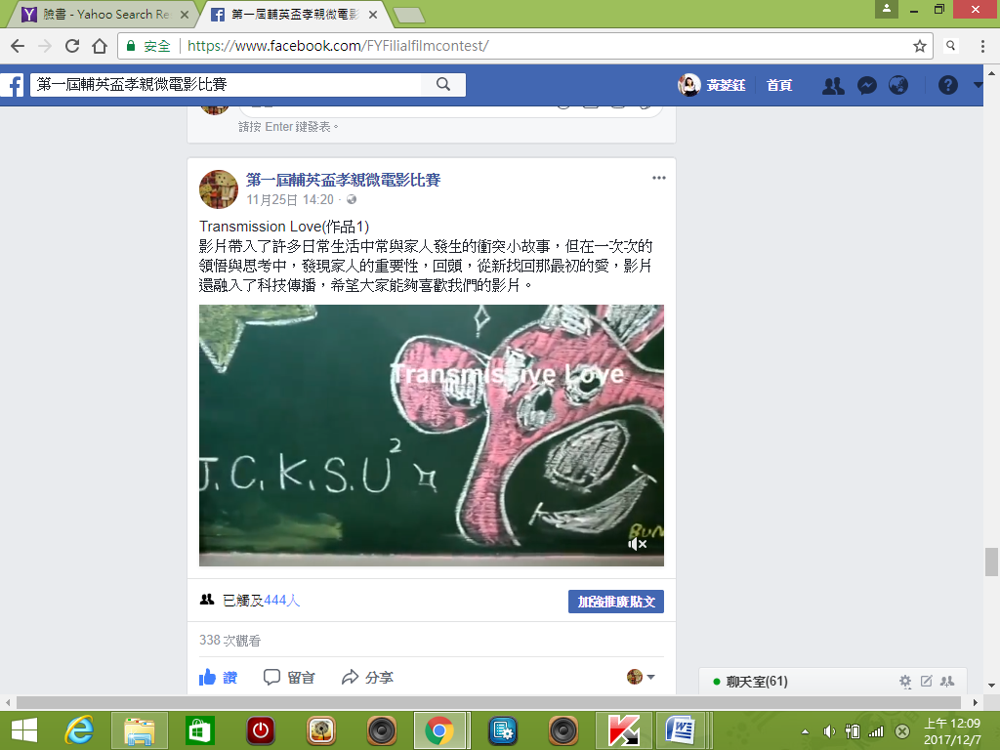 臉書 - Yahoo Search Re
第一屆輔英盃孝親微電影
安全
https://www.facebook.com/FYFilialfilmcontest/
第一屆輔英盃孝親微電影比賽
首頁
請按 Enter 鍵發表。
第一屆輔英盃孝親微電影比賽
11月25日 14:20
Transmission Love(作品1)
影片帶入了許多日常生活中常與家人發生的衝突小故事，但在一次次的
領悟與思考中，發現家人的重要性，回頭，從新找回那最初的愛，影片
還融入了科技傳播，希望大家能夠喜歡我們的影片。
Transmissive Love
J.C.K.S.U²
BUN
已觸及444人
加強推廣貼文
338 次觀看
讚 留言 分享
聊天室(61)
上午 12:09
2017/12/7